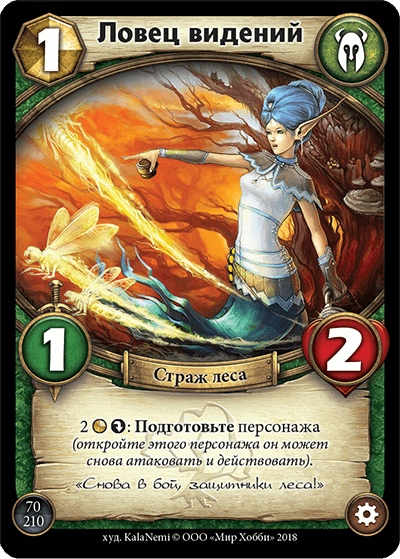 1
Ловец видений
1
2
Страж леса
2 : Подготовьте персонажа
(откройте этого персонажа он может
снова атаковать и действовать).
«Снова в бой, защитники леса!»
70
210
худ. KalaNemi © ООО «Мир Хобби» 2018